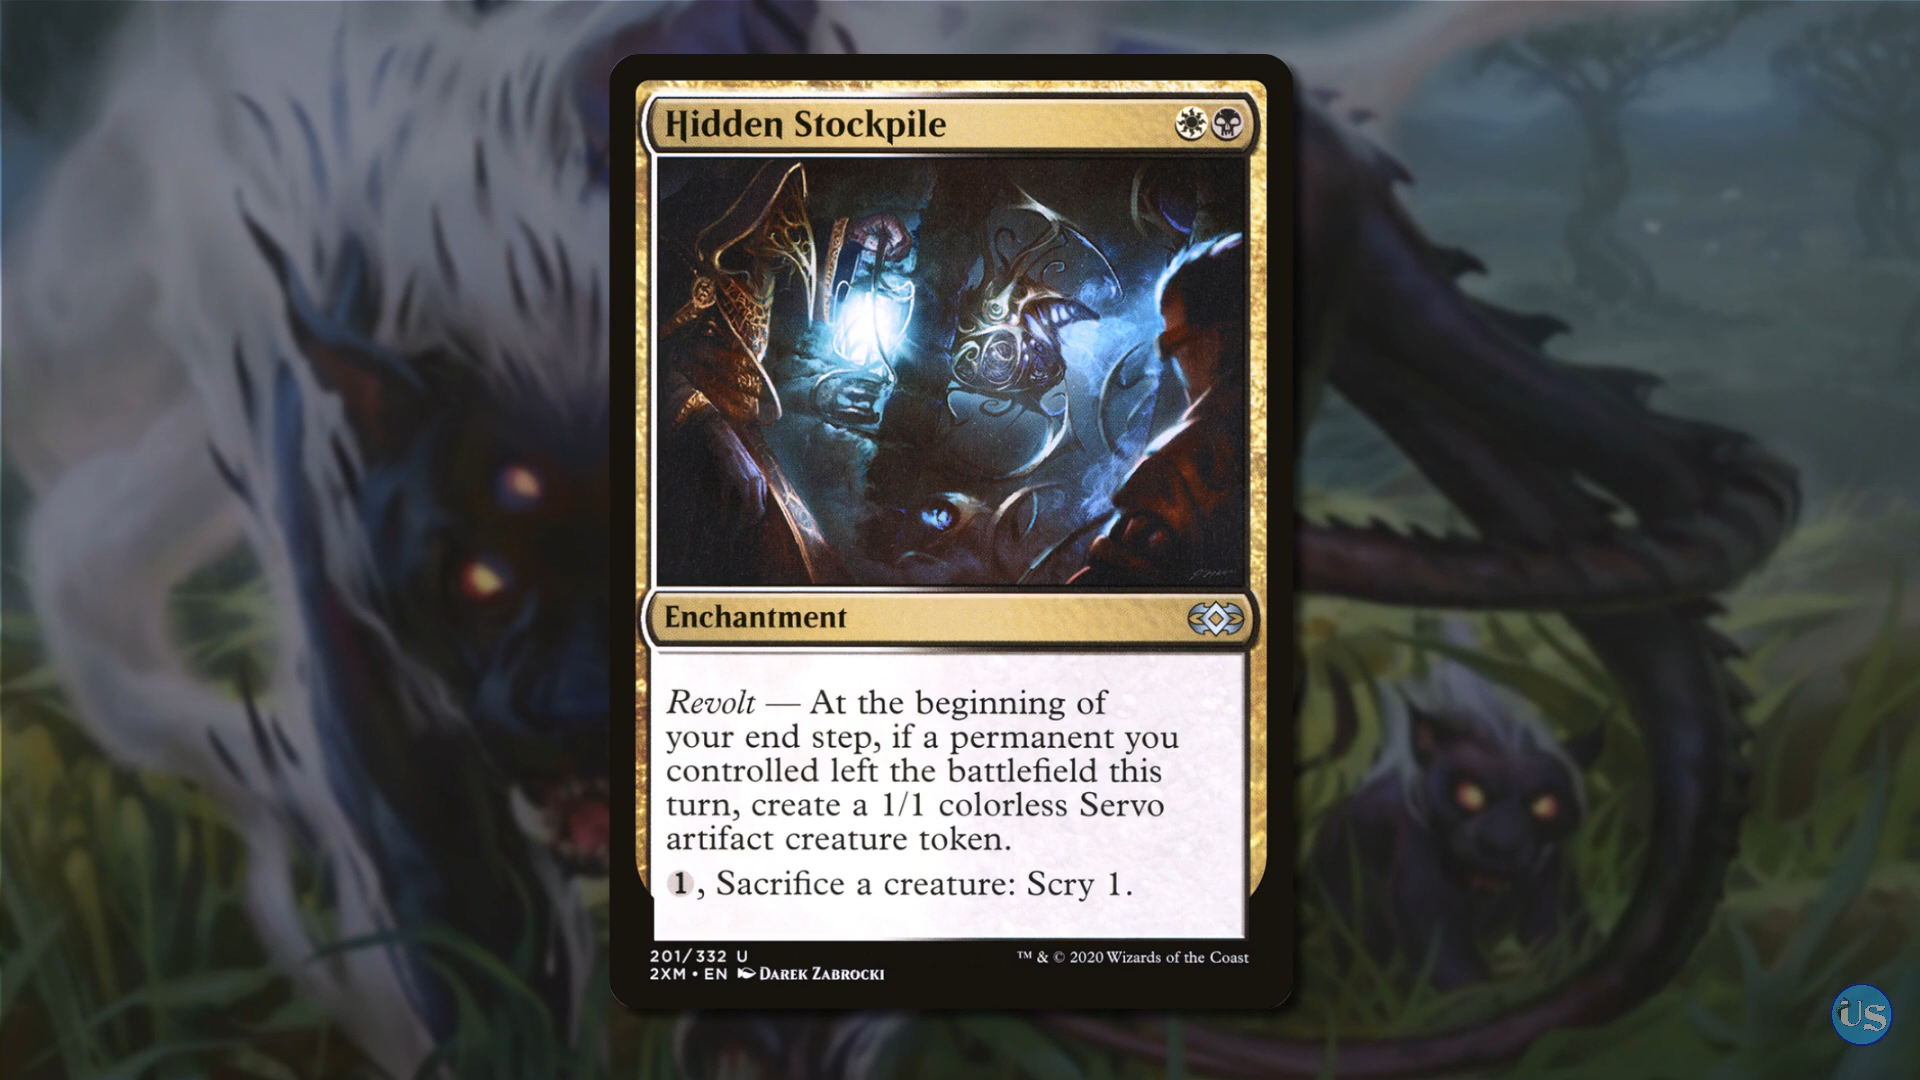 Hidden Stockpile
Enchantment
Revolt — At the beginning of
your end step, if a permanent you
controlled left the battlefield this
turn, create a 1/1 colorless Servo
artifact creature token.
1, Sacrifice a creature: Scry 1.
201/332 U
™ & © 2020 Wizards of the Coast
2XM • EN DAREK ZABROCKI
US